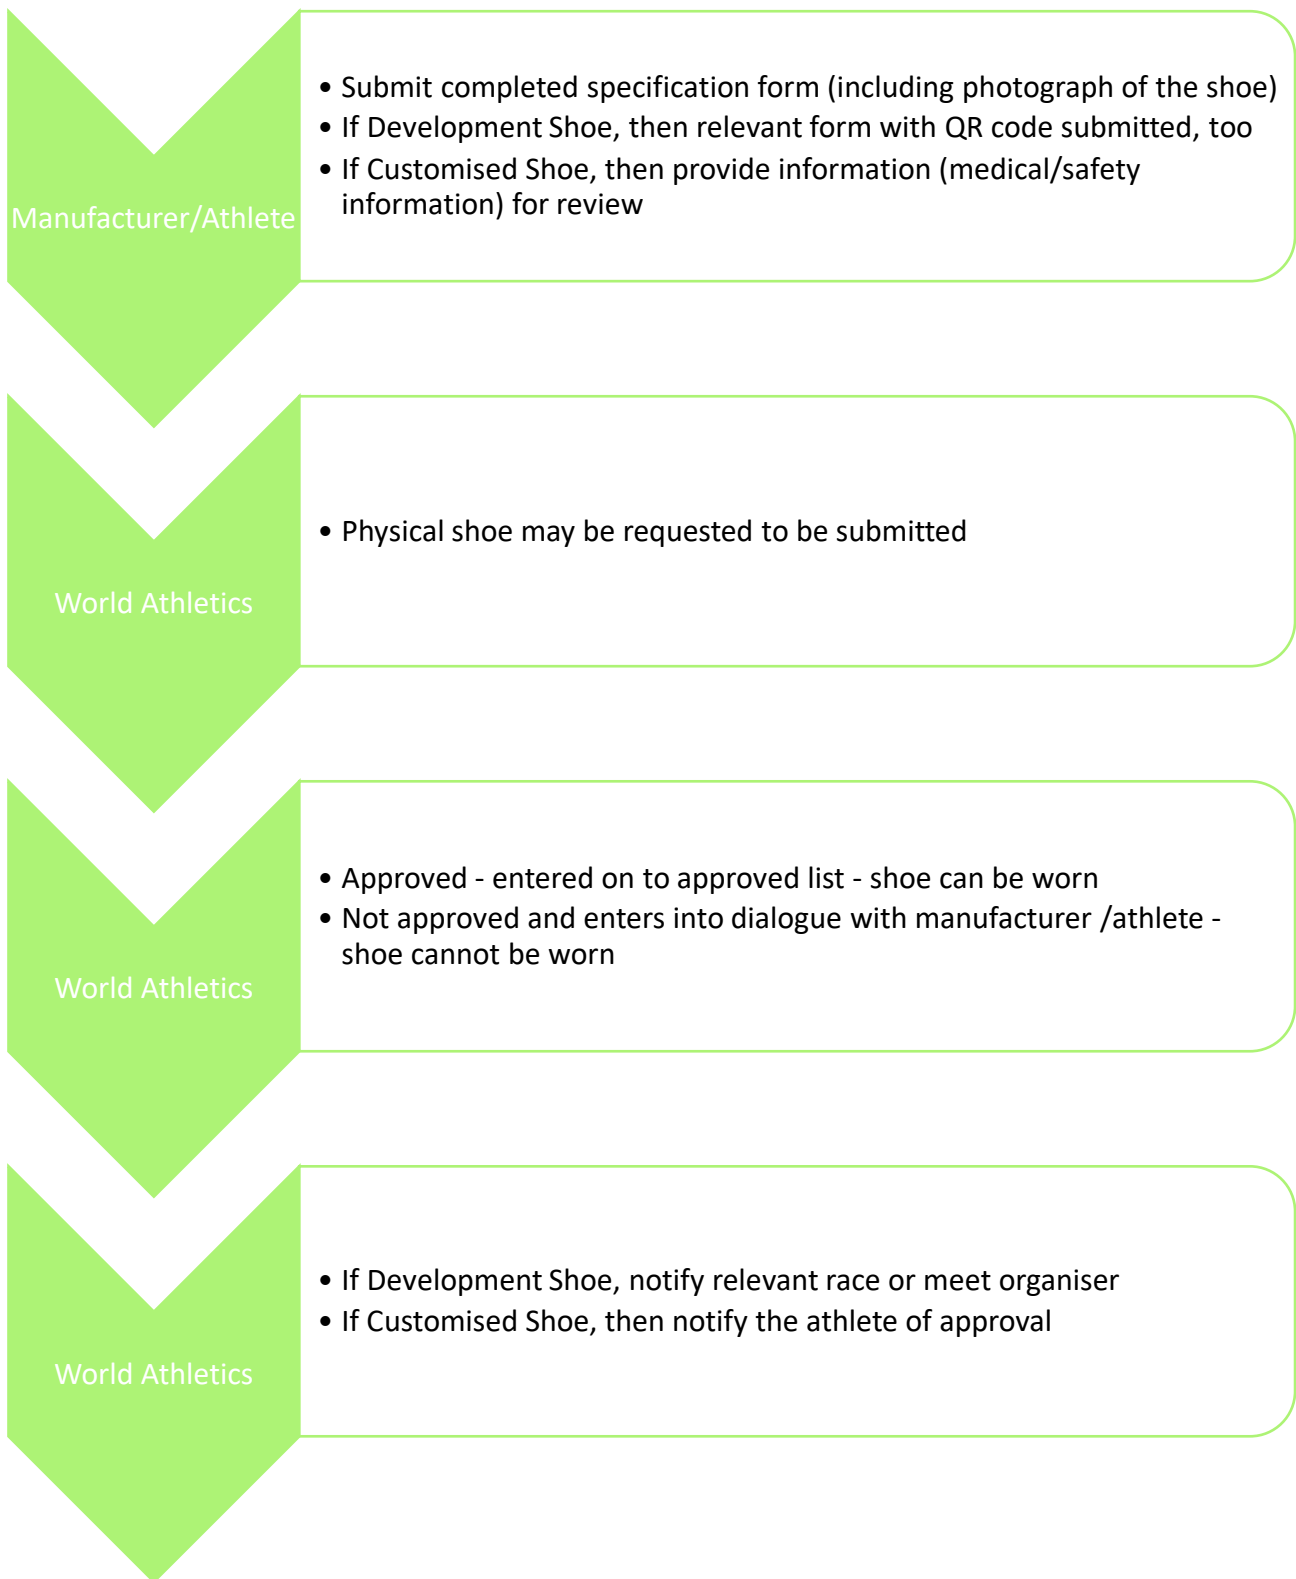 • Submit completed specification form (including photograph of the shoe)
• If Development Shoe, then relevant form with QR code submitted, too
• If Customised Shoe, then provide information (medical/safety
information) for review
Manufacturer/Athlete
• Physical shoe may be requested to be submitted
World Athletics
• Approved - entered on to approved list - shoe can be worn
• Not approved and enters into dialogue with manufacturer /athlete -
shoe cannot be worn
World Athletics
• If Development Shoe, notify relevant race or meet organiser
• If Customised Shoe, then notify the athlete of approval
World Athletics